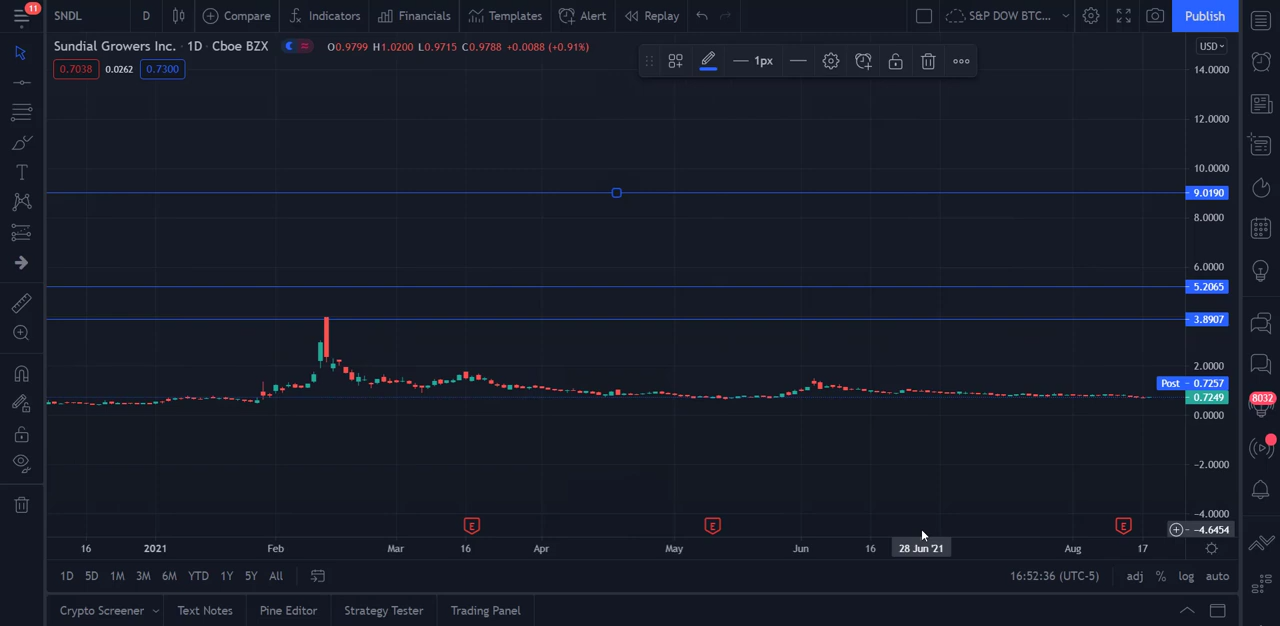 11
SNDL D Compare Indicators Financials Templates Alert Replay S&P DOW BTC... Publish
Sundial Growers Inc. · 1D · Cboe BZX O0.9799 H1.0200 L0.9715 C0.9788 +0.0088 (+0.91%)
USD
0.7038 0.0262 0.7300
1px
14.0000
12.0000
10.0000
9.0190
8.0000
6.0000
5.2065
3.8907
2.0000
Post 0.7257
0.7249
8032
0.0000
−2.0000
−4.0000
E E E
−4.6454
16 2021 Feb Mar 16 Apr May Jun 16 28 Jun '21 Aug 17
1D 5D 1M 3M 6M YTD 1Y 5Y All 16:52:36 (UTC-5) adj % log auto
Crypto Screener Text Notes Pine Editor Strategy Tester Trading Panel